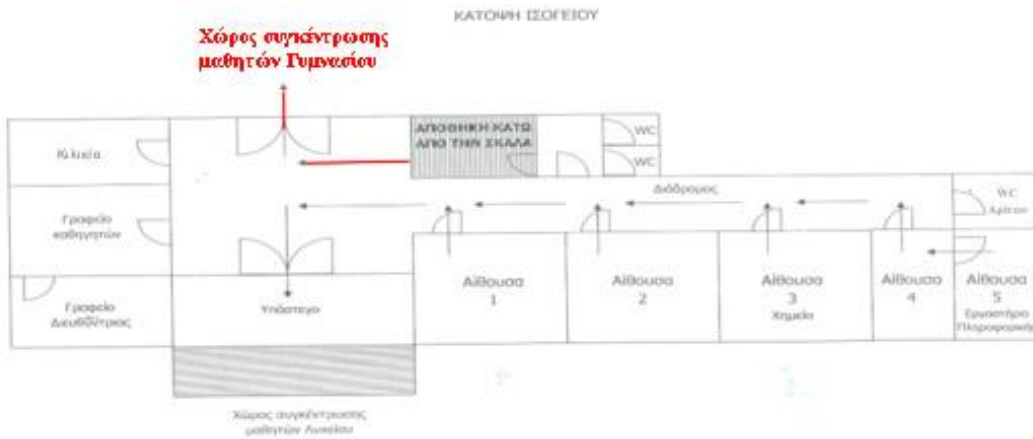 ΚΑΤΟΨΗ ΙΣΟΓΕΙΟΥ
Χώρος συγκέντρωσης
μαθητών Γυμνασίου
ΑΠΟΘΗΚΗ ΚΑΤΩ
ΑΠΟ ΤΗΝ ΣΚΑΛΑ
WC
WC
Κυλικείο
Διάδρομος
WC
Αρρένων
Γραφείο
καθηγητών
Γραφείο
Διευθύντριας
Υπόστεγο
Αίθουσα
1
Αίθουσα
2
Αίθουσα
3
Χημείο
Αίθουσα
4
Αίθουσα
5
Εργαστήριο
Πληροφορικής
Χώρος συγκέντρωσης
μαθητών Λυκείου